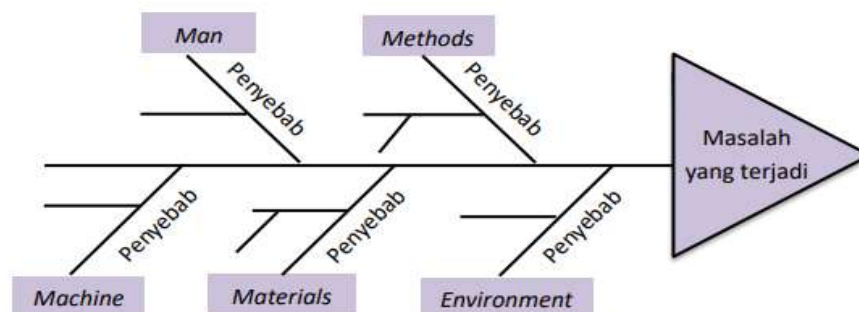 Man
Methods
Penyebab
Penyebab
Masalah
yang terjadi
Penyebab
Penyebab
Penyebab
Machine
Materials
Environment